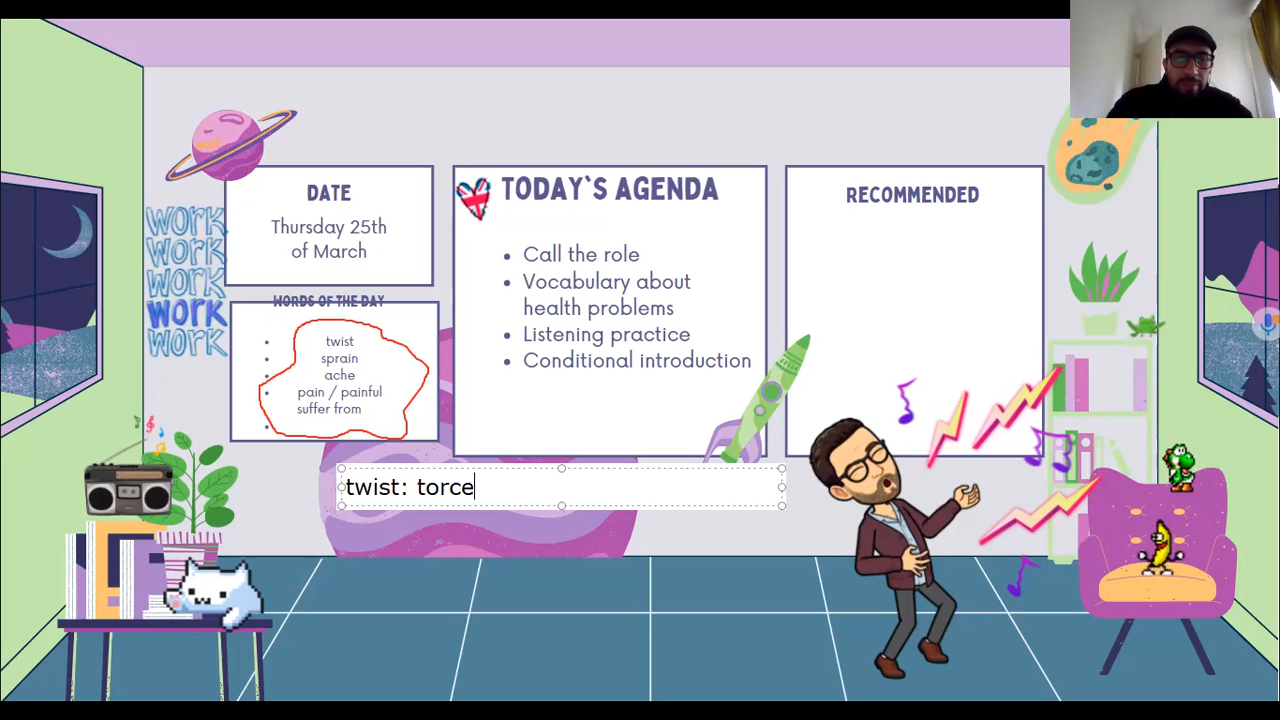 DATE
Thursday 25th
of March
WORK
WORK
WORK
WORK
WORK
WORDS OF THE DAY
twist
sprain
ache
pain / painful
suffer from
TODAY`S AGENDA
Call the role
Vocabulary about
health problems
Listening practice
Conditional introduction
RECOMMENDED
twist: torce